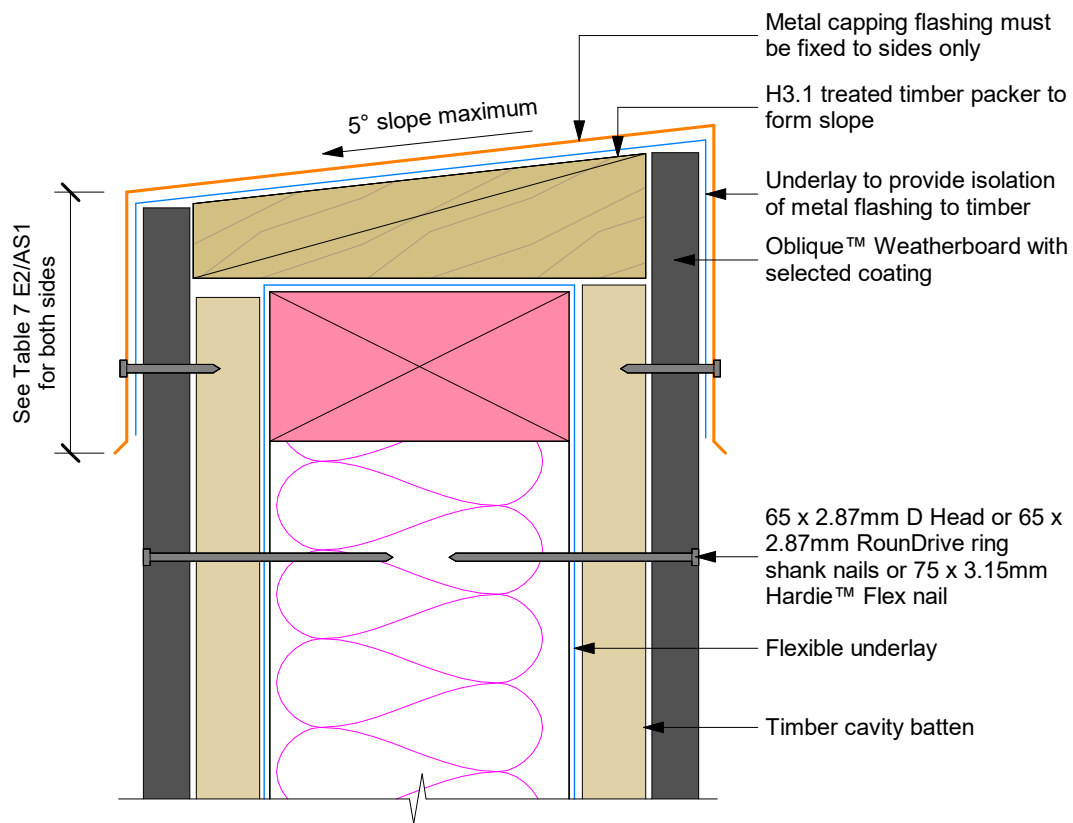 Metal capping flashing must
be fixed to sides only
5° slope maximum
H3.1 treated timber packer to
form slope
Underlay to provide isolation
of metal flashing to timber
Oblique™ Weatherboard with
selected coating
See Table 7 E2/AS1
for both sides
65 x 2.87mm D Head or 65 x
2.87mm RounDrive ring
shank nails or 75 x 3.15mm
Hardie™ Flex nail
Flexible underlay
Timber cavity batten